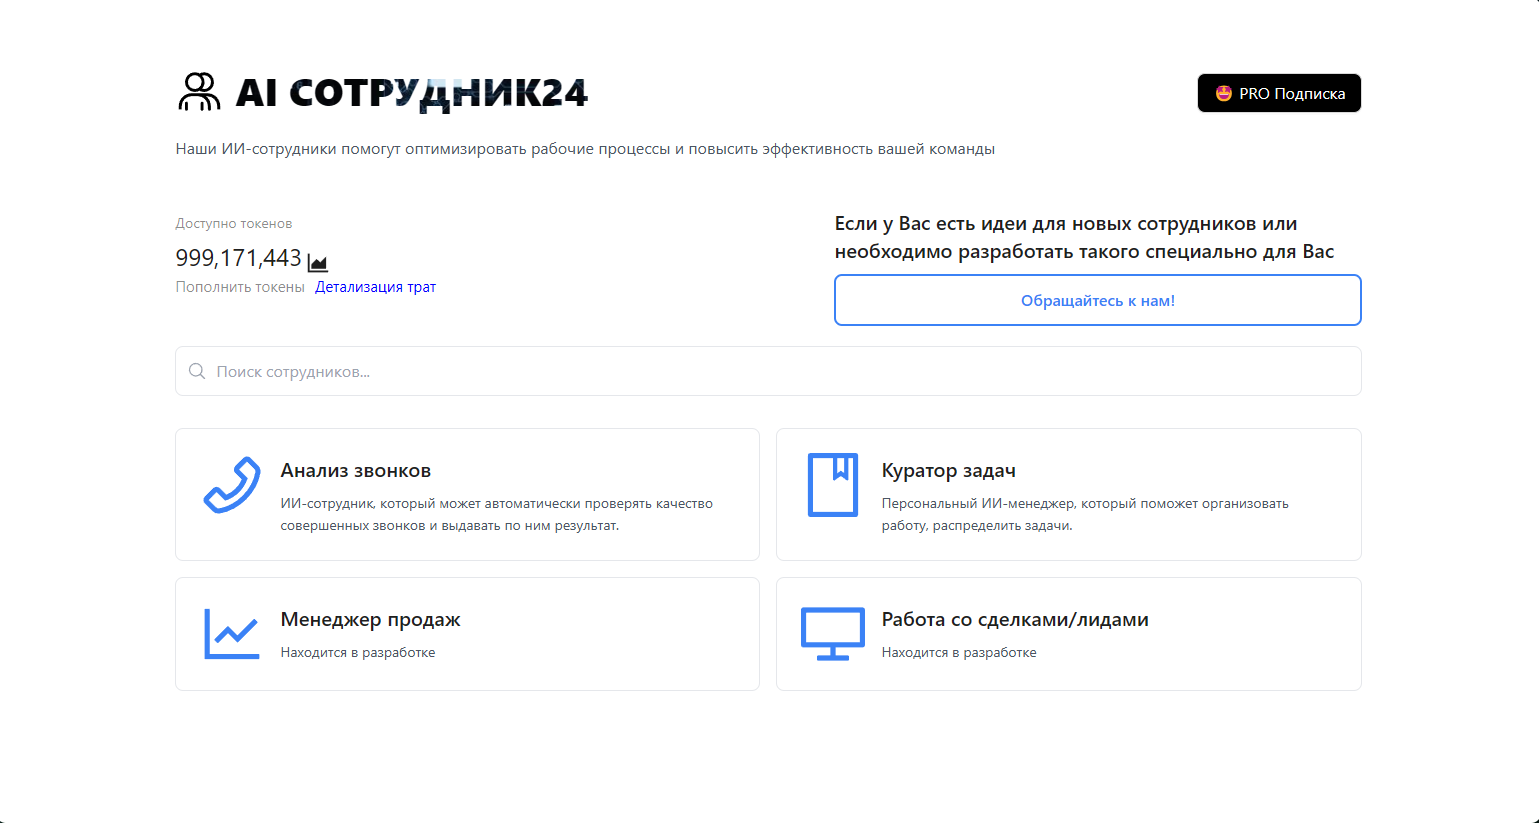 AI СОТРУДНИК24
PRO Подписка
Наши ИИ-сотрудники помогут оптимизировать рабочие процессы и повысить эффективность вашей команды
Доступно токенов
999,171,443
Пополнить токены Детализация трат
Если у Вас есть идеи для новых сотрудников или
необходимо разработать такого специально для Вас
Обращайтесь к нам!
Поиск сотрудников...
Анализ звонков
ИИ-сотрудник, который может автоматически проверять качество
совершенных звонков и выдавать по ним результат.
Куратор задач
Персональный ИИ-менеджер, который поможет организовать
работу, распределить задачи.
Менеджер продаж
Находится в разработке
Работа со сделками/лидами
Находится в разработке